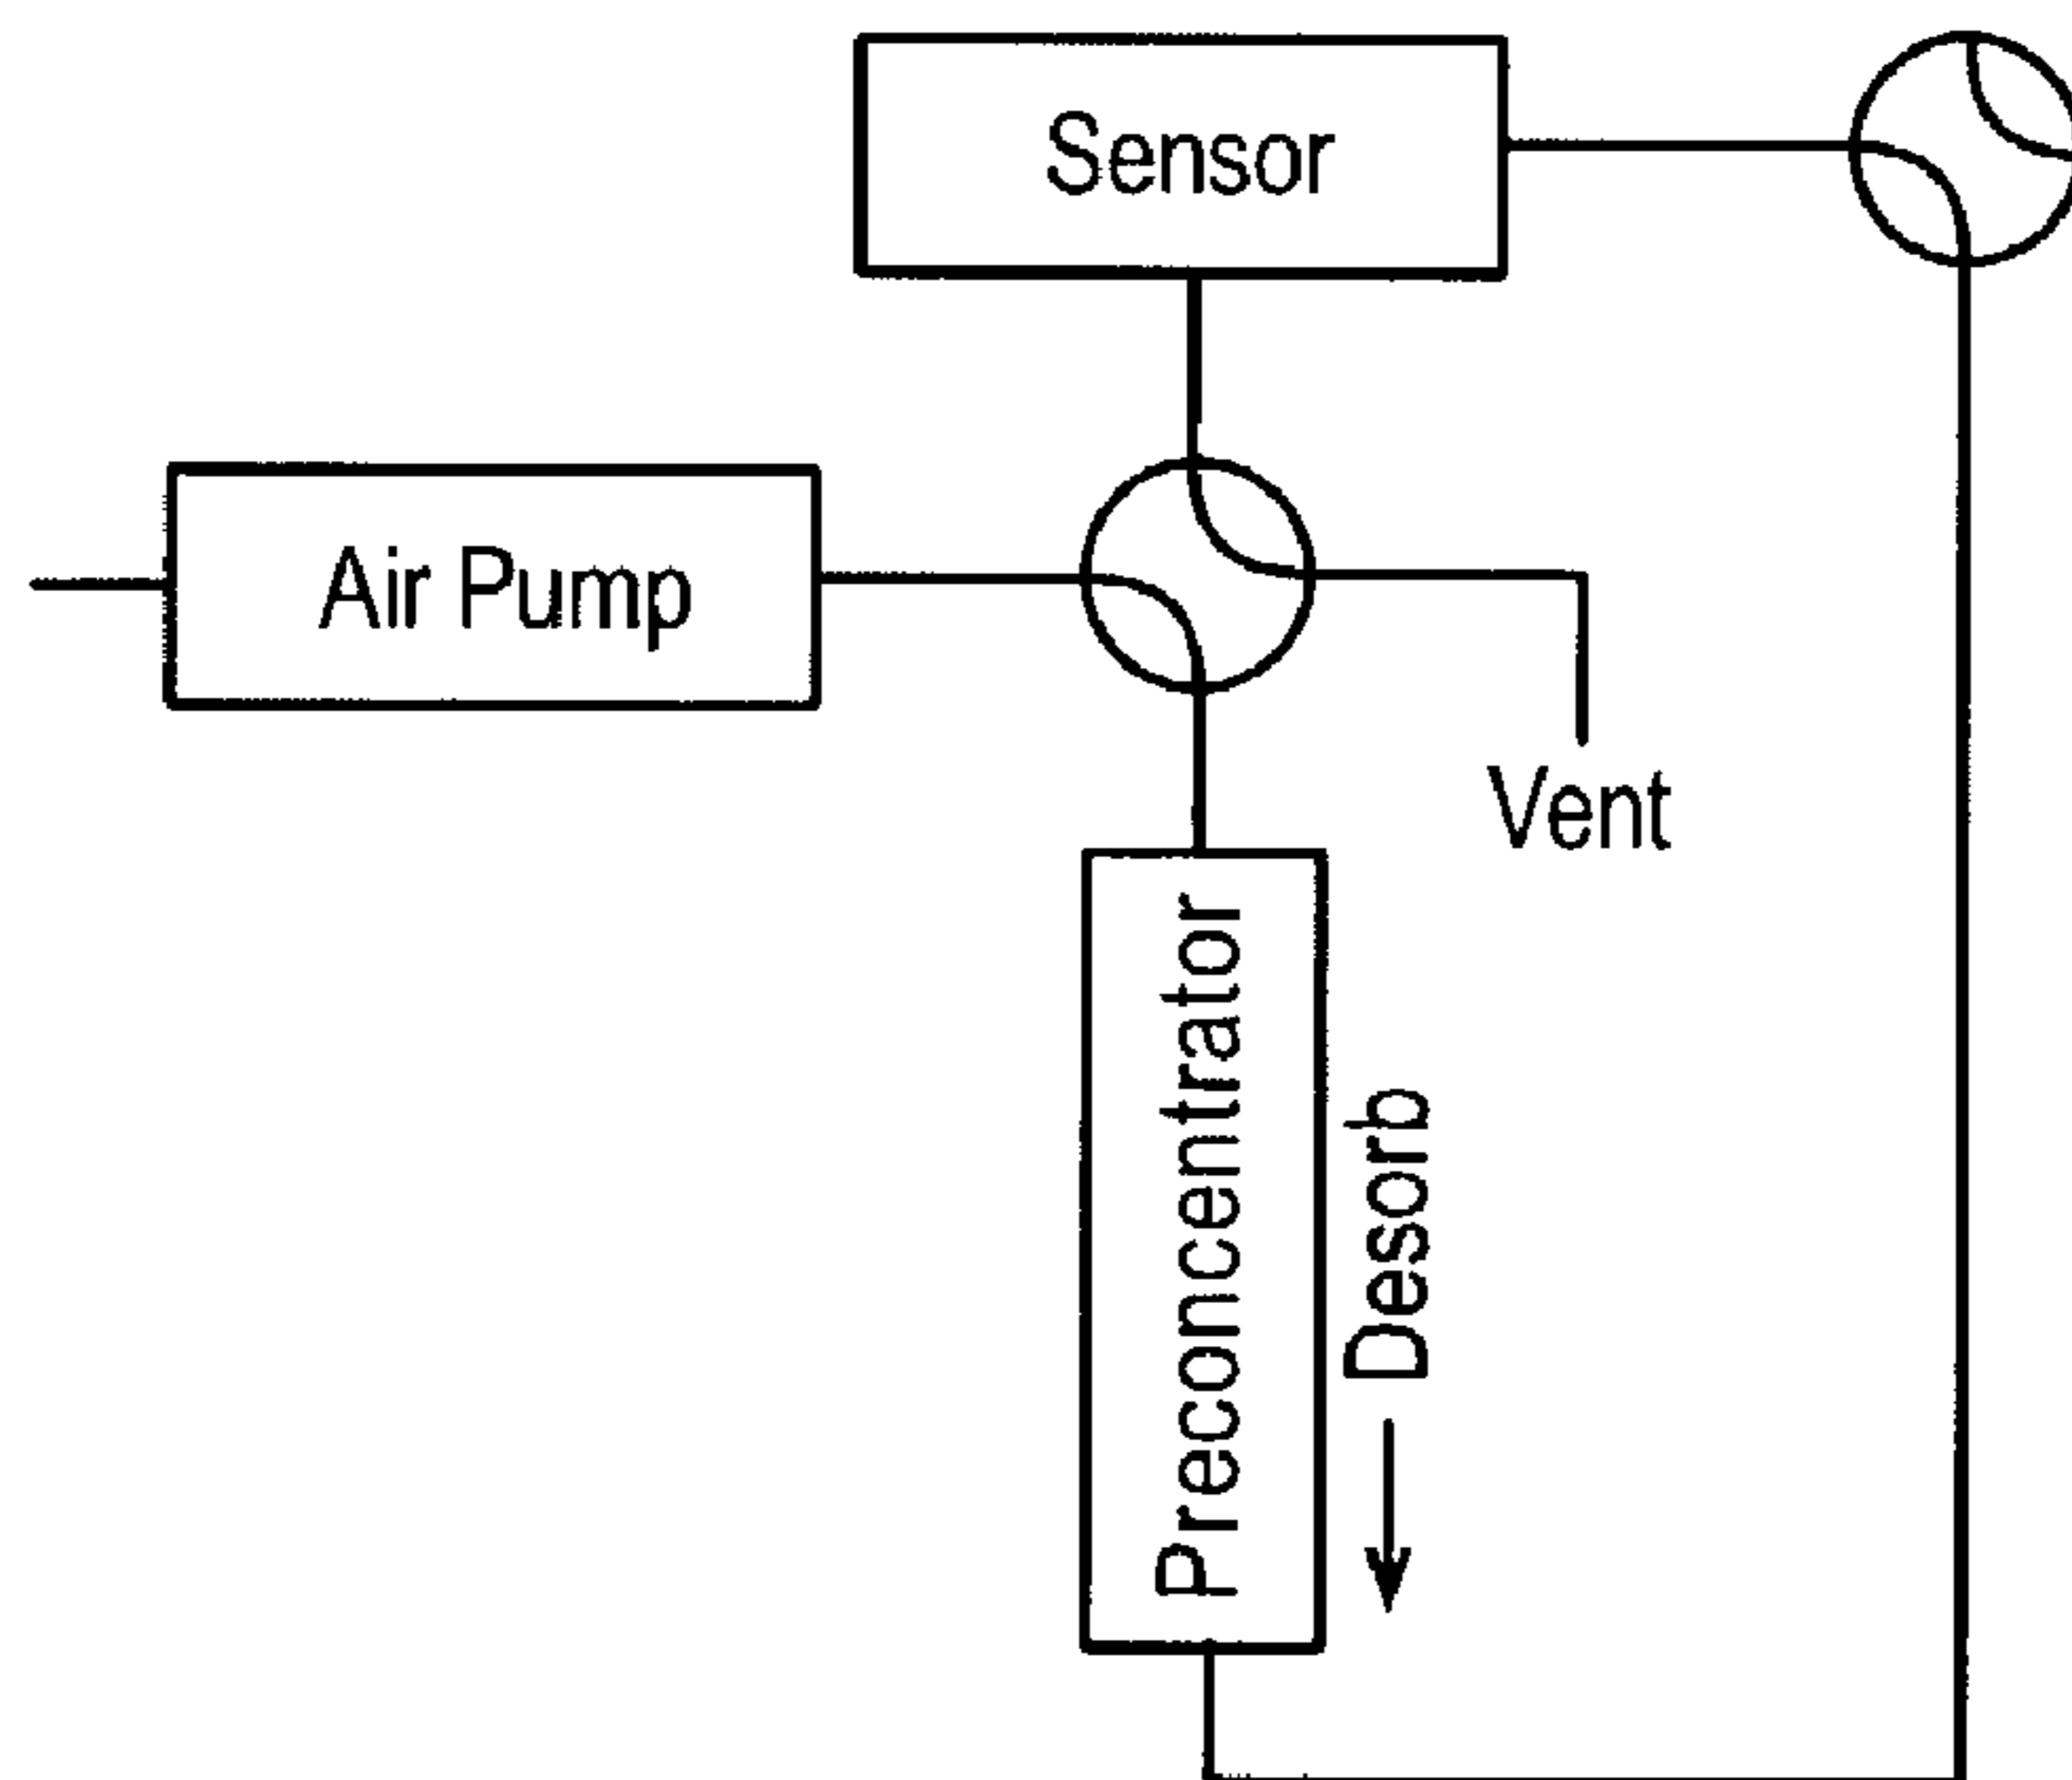 Sensor
Air Pump
Vent
Preconcentrator
Desorb